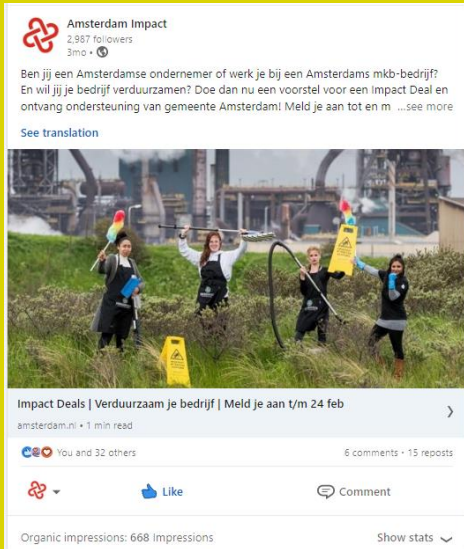 Amsterdam Impact
2,987 followers
3mo •
Ben jij een Amsterdamse ondernemer of werk je bij een Amsterdams mkb-bedrijf?
En wil jij je bedrijf verduurzamen? Doe dan nu een voorstel voor een Impact Deal en
ontvang ondersteuning van gemeente Amsterdam! Meld je aan tot en m ...see more
See translation
Impact Deals | Verduurzaam je bedrijf | Meld je aan t/m 24 feb
amsterdam.nl • 1 min read
You and 32 others
6 comments • 15 reposts
Like
Comment
Organic impressions: 668 Impressions
Show stats